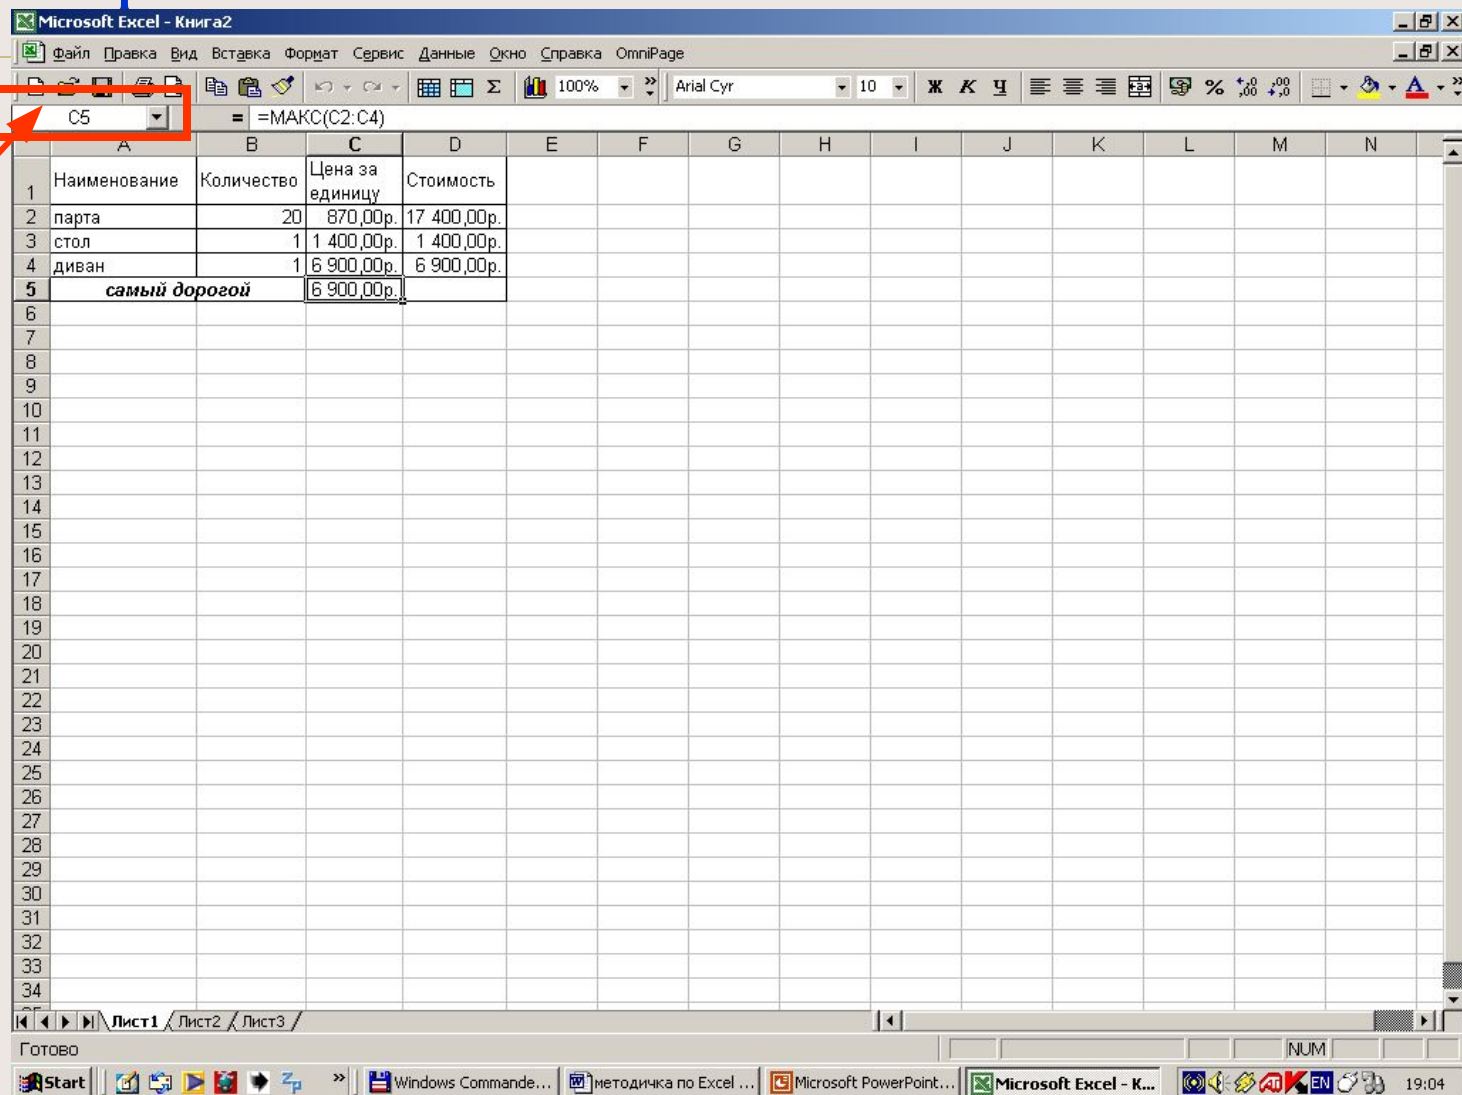 Microsoft Excel - Книга2
Файл Правка Вид Вставка Формат Сервис Данные Окно Справка OmniPage
Σ 100% Arial Cyr 10 Ж К Ч %
C5 = =МАКС(C2:C4)
A B C D E F G H I J K L M N
1 Наименование Количество Цена за единицу Стоимость
2 парта 20 870,00р. 17 400,00р.
3 стол 1 1 400,00р. 1 400,00р.
4 диван 1 6 900,00р. 6 900,00р.
5 самый дорогой 6 900,00р.
6
7
8
9
10
11
12
13
14
15
16
17
18
19
20
21
22
23
24
25
26
27
28
29
30
31
32
33
34
Лист1 Лист2 Лист3
Готово NUM
Start Windows Commande... методичка по Excel ... Microsoft PowerPoint... Microsoft Excel - К... EN 19:04